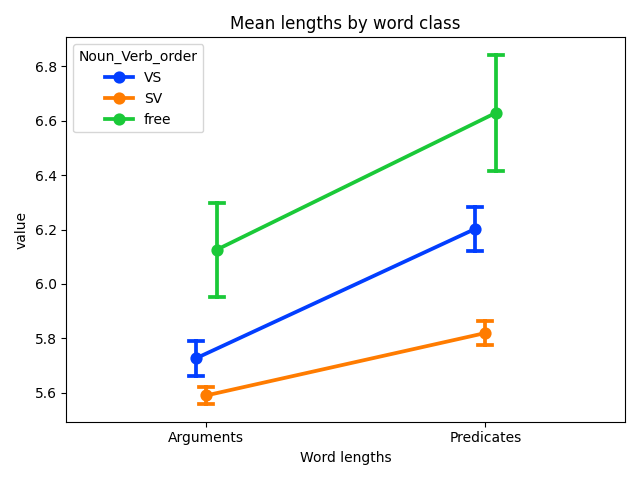 Mean lengths by word class
Noun_Verb_order
VS
SV
free
value
6.8
6.6
6.4
6.2
6.0
5.8
5.6
Arguments
Predicates
Word lengths